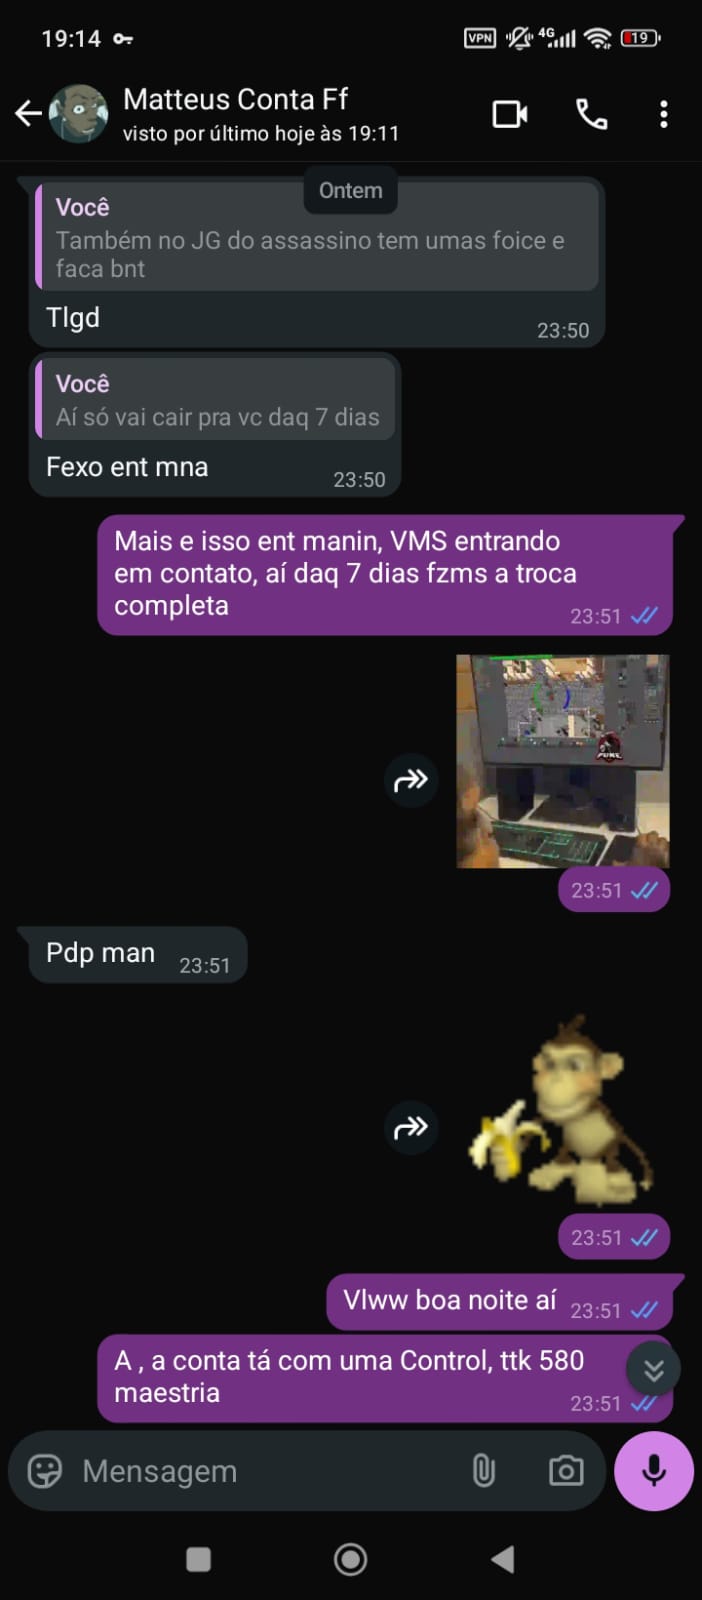 19:14
VPN
4G
19
Matteus Conta Ff
visto por último hoje às 19:11
Ontem
Você
Também no JG do assassino tem umas foice e
faca bnt
Tlgd
23:50
Você
Aí só vai cair pra vc daq 7 dias
Fexo ent mna
23:50
Mais e isso ent manin, VMS entrando
em contato, aí daq 7 dias fzms a troca
completa
23:51
23:51
Pdp man
23:51
23:51
Vlww boa noite aí
23:51
A , a conta tá com uma Control, ttk 580
maestria
23:51
Mensagem